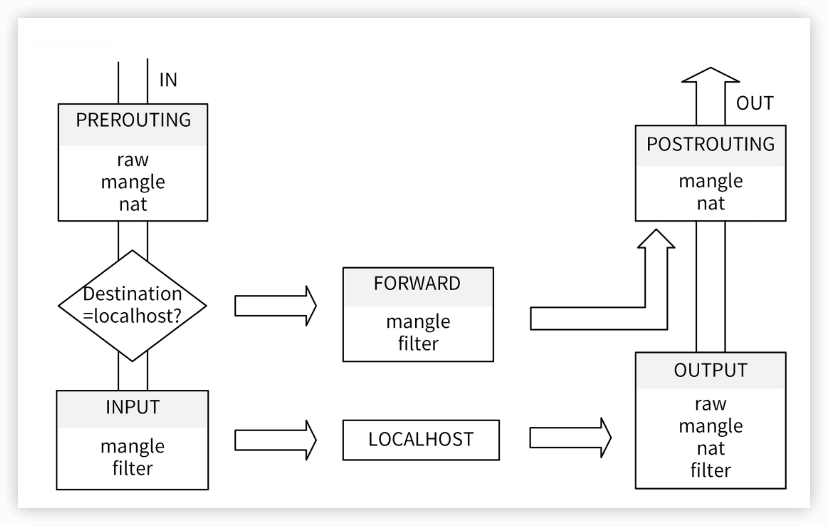 IN
PREROUTING
raw
mangle
nat
Destination
=localhost?
INPUT
mangle
filter
FORWARD
mangle
filter
LOCALHOST
OUT
POSTROUTING
mangle
nat
OUTPUT
raw
mangle
nat
filter